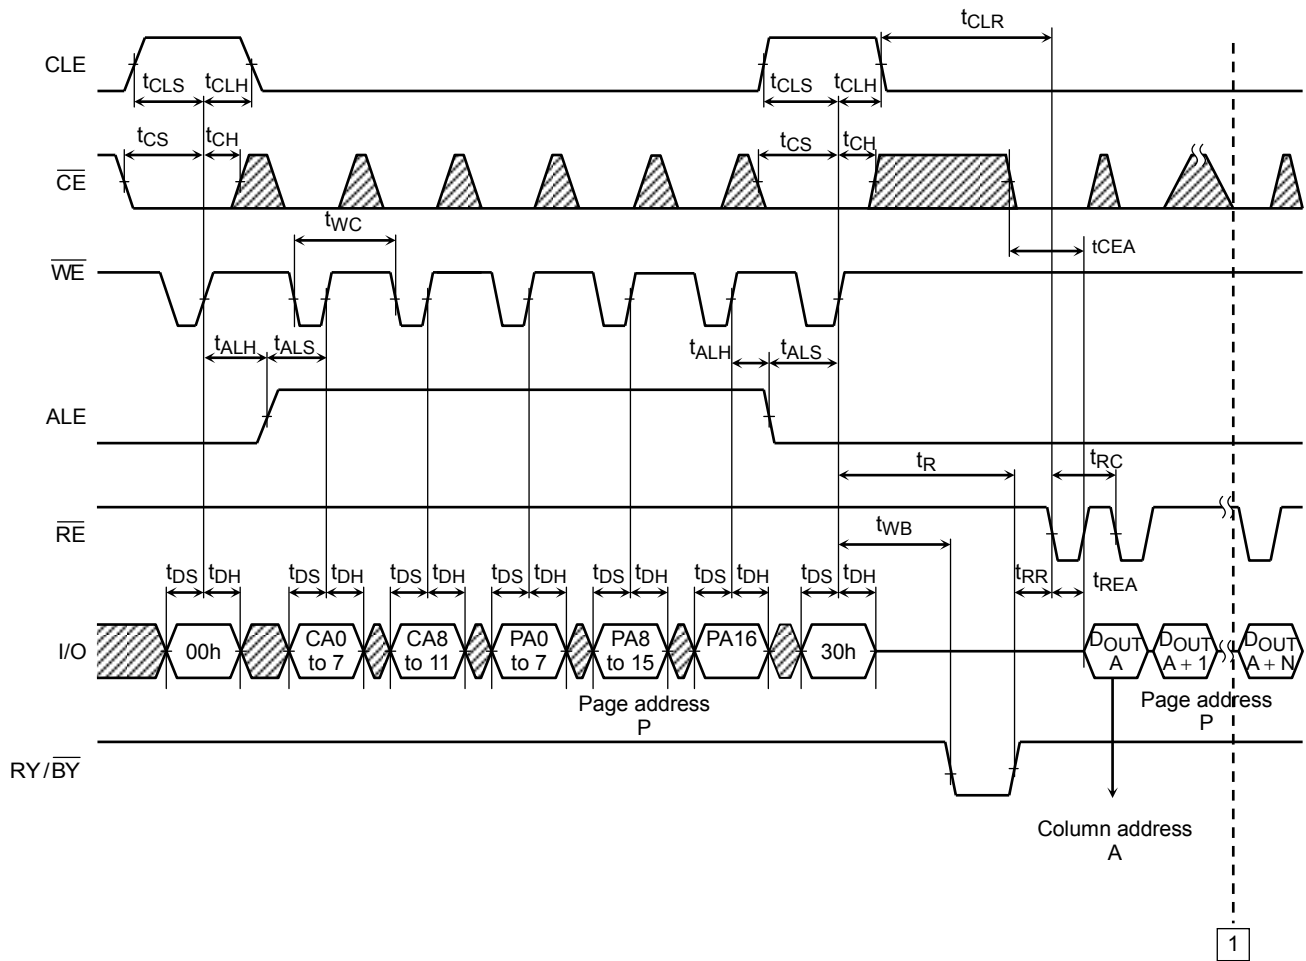 tCLR
CLE
tCLS tCLH tCLS tCLH
tCS tCH tCS tCH
CE
tWC
tCEA
WE
tALH tALS tALH tALS
ALE
tR tRC
RE
tWB
tDS tDH tDS tDH tDS tDH tDS tDH tDS tDH tDS tDH tDS tDH tRR tREA
I/O
00h
CA0
to 7
CA8
to 11
PA0
to 7
PA8
to 15
PA16
30h
DOUT
A
DOUT
A + 1
DOUT
A + N
Page address
P
Page address
P
RY/BY
Column address
A
1